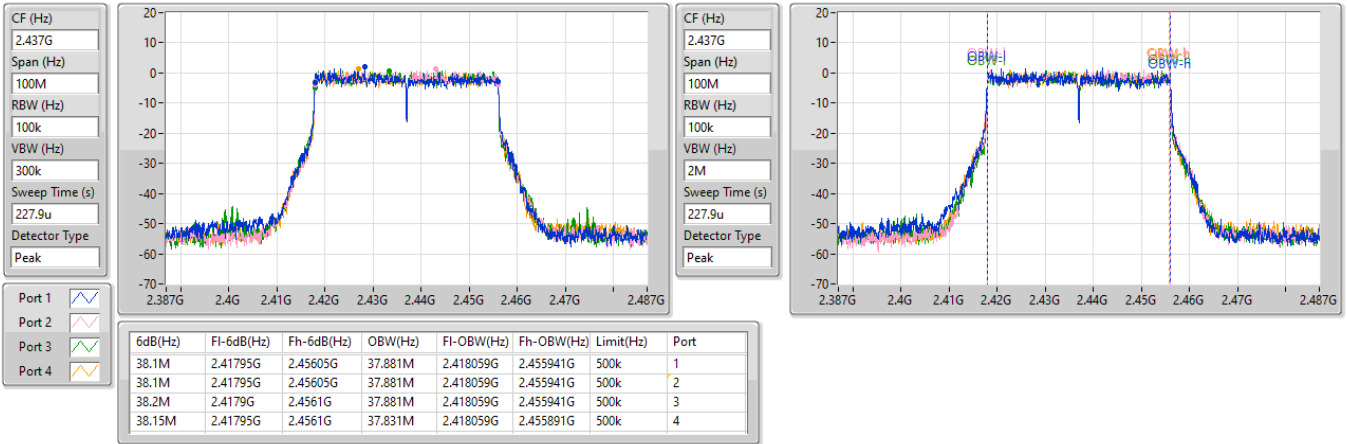 CF (Hz)
2.437G
Span (Hz)
100M
RBW (Hz)
100k
VBW (Hz)
300k
Sweep Time (s)
227.9u
Detector Type
Peak
20
10
0
-10
-20
-30
-40
-50
-60
-70
2.387G 2.4G 2.41G 2.42G 2.43G 2.44G 2.45G 2.46G 2.47G 2.487G
CF (Hz)
2.437G
Span (Hz)
100M
RBW (Hz)
100k
VBW (Hz)
2M
Sweep Time (s)
227.9u
Detector Type
Peak
20
10
0
-10
-20
-30
-40
-50
-60
-70
OBW-l OBW-h
2.387G 2.4G 2.41G 2.42G 2.43G 2.44G 2.45G 2.46G 2.47G 2.487G
Port 1
Port 2
Port 3
Port 4
6dB(Hz) Fl-6dB(Hz) Fh-6dB(Hz) OBW(Hz) Fl-OBW(Hz) Fh-OBW(Hz) Limit(Hz) Port
38.1M 2.41795G 2.45605G 37.881M 2.418059G 2.455941G 500k 1
38.1M 2.41795G 2.45605G 37.881M 2.418059G 2.455941G 500k 2
38.2M 2.4179G 2.4561G 37.881M 2.418059G 2.455941G 500k 3
38.15M 2.41795G 2.4561G 37.831M 2.418059G 2.455891G 500k 4